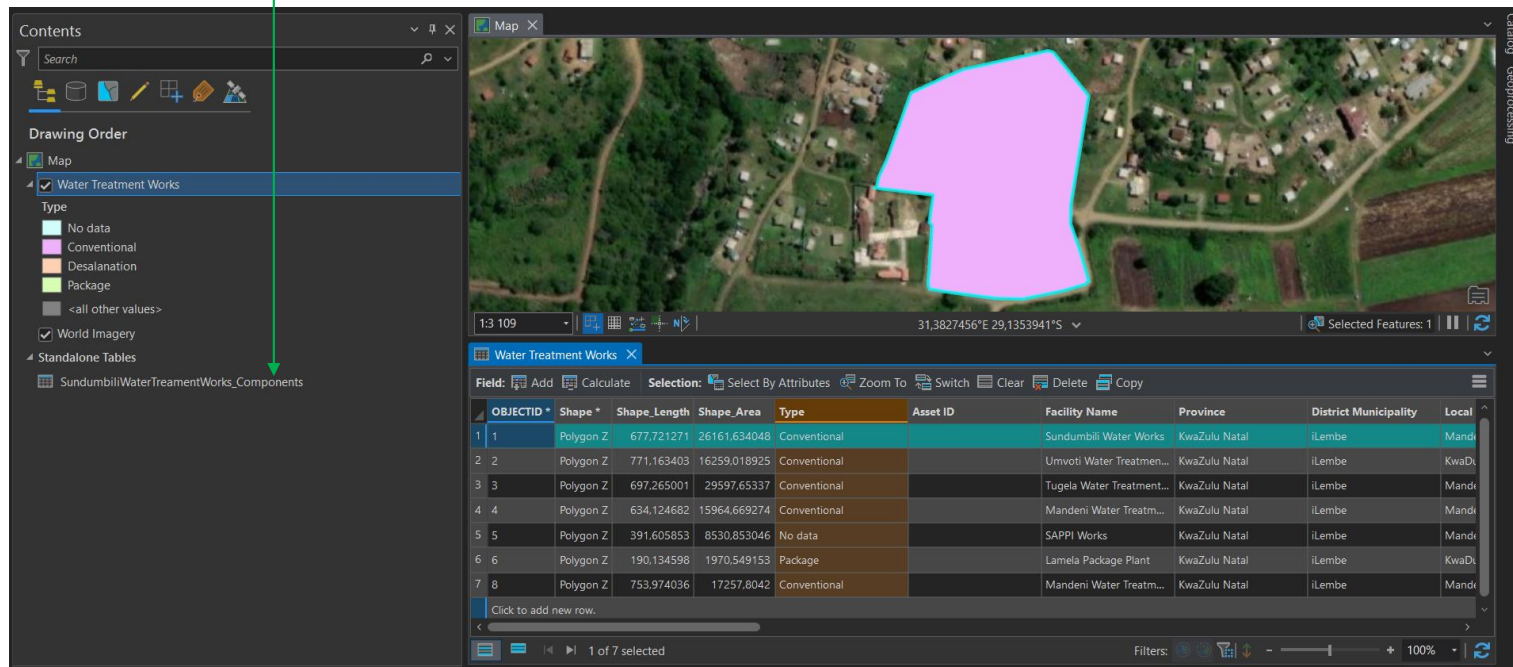 Contents
Search
Drawing Order
Map
Water Treatment Works
Type
No data
Conventional
Desalanation
Package
<all other values>
World Imagery
Standalone Tables
SundumbiliWaterTreamentWorks_Components
Map
1:3 109
31,3827456°E 29,1353941°S
Selected Features: 1
Water Treatment Works
Field: Add Calculate Selection: Select By Attributes Zoom To Switch Clear Delete Copy
OBJECTID * Shape * Shape_Length Shape_Area Type Asset ID Facility Name Province District Municipality Local
1 1 Polygon Z 677,721271 26161,634048 Conventional Sundumbili Water Works KwaZulu Natal iLembe Mande
2 2 Polygon Z 771,163403 16259,018925 Conventional Umvoti Water Treatmen... KwaZulu Natal iLembe KwaDu
3 3 Polygon Z 697,265001 29597,65337 Conventional Tugela Water Treatment... KwaZulu Natal iLembe Mande
4 4 Polygon Z 634,124682 15964,669274 Conventional Mandeni Water Treatm... KwaZulu Natal iLembe Mande
5 5 Polygon Z 391,605853 8530,853046 No data SAPPI Works KwaZulu Natal iLembe Mande
6 6 Polygon Z 190,134598 1970,549153 Package Lamela Package Plant KwaZulu Natal iLembe KwaDu
7 8 Polygon Z 753,974036 17257,8042 Conventional Mandeni Water Treatm... KwaZulu Natal iLembe Mande
Click to add new row.
1 of 7 selected
Filters:
100%
Catalog
Geoprocessing